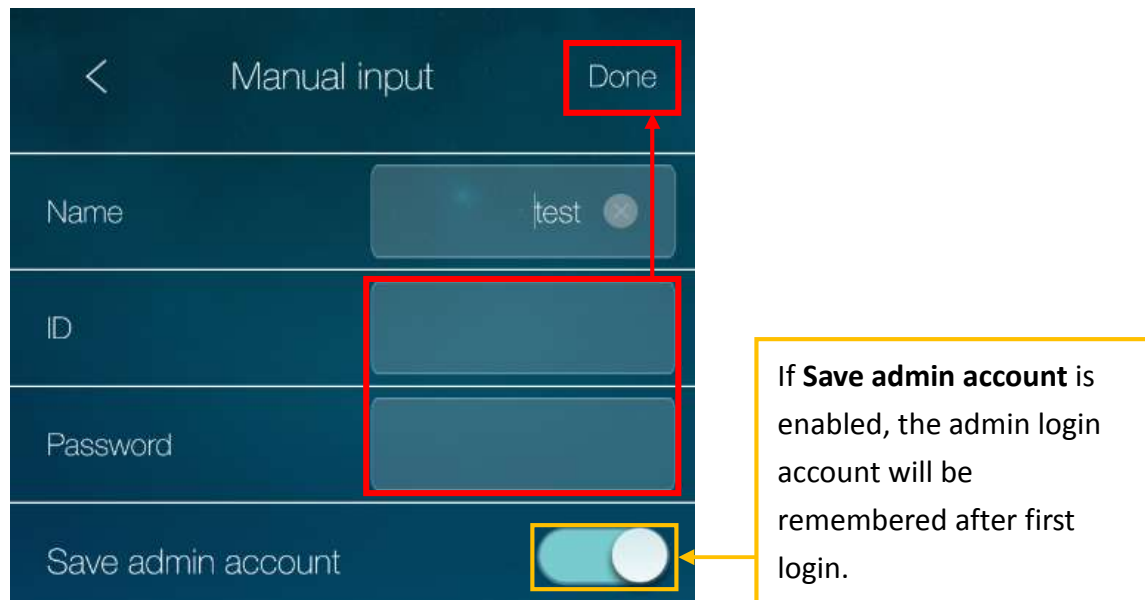 Manual input
Done
Name
test
ID
Password
Save admin account
If Save admin account is
enabled, the admin login
account will be
remembered after first
login.